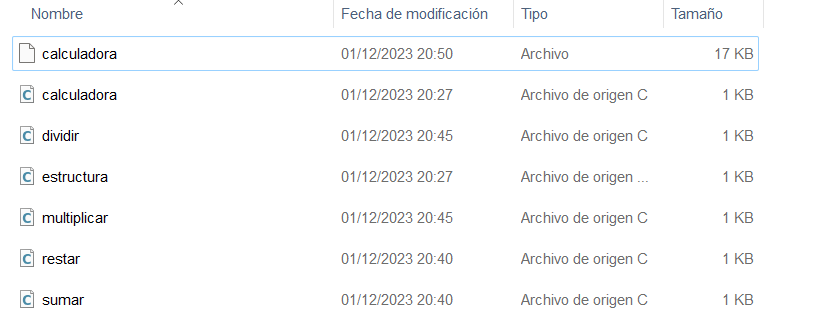 Nombre Fecha de modificación Tipo Tamaño
calculadora 01/12/2023 20:50 Archivo 17 KB
calculadora 01/12/2023 20:27 Archivo de origen C 1 KB
dividir 01/12/2023 20:45 Archivo de origen C 1 KB
estructura 01/12/2023 20:27 Archivo de origen ... 1 KB
multiplicar 01/12/2023 20:45 Archivo de origen C 1 KB
restar 01/12/2023 20:40 Archivo de origen C 1 KB
sumar 01/12/2023 20:40 Archivo de origen C 1 KB